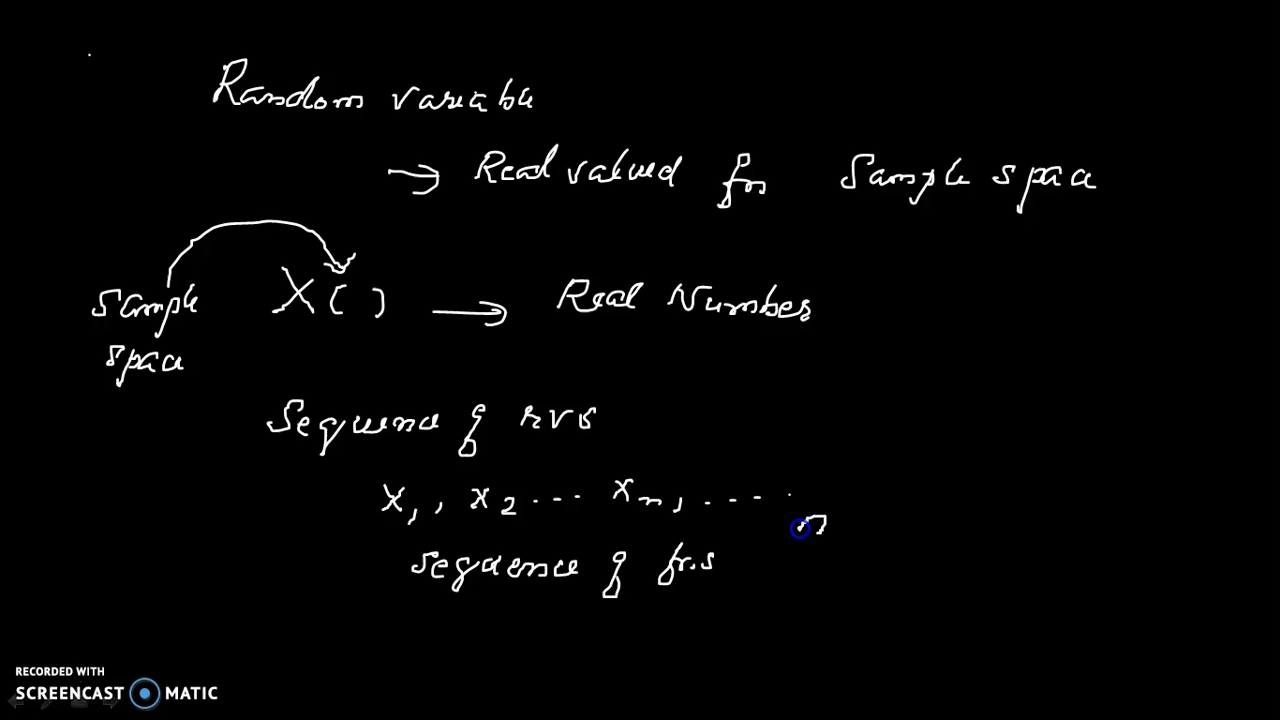 Random variable
→ Real valued fn Sample space
Sample space X( ) → Real Number
Sequence of rvs
X1, X2 ... Xn, ....
Sequence of fn.s
RECORDED WITH
SCREENCAST MATIC